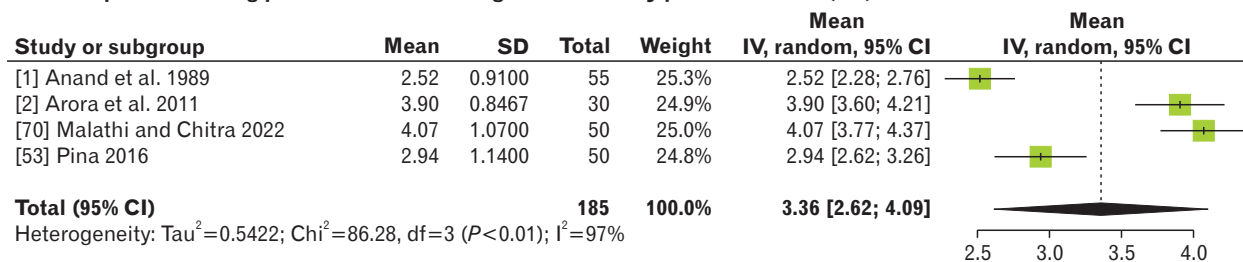 Mean Mean
Study or subgroup Mean SD Total Weight IV, random, 95% CI IV, random, 95% CI
[1] Anand et al. 1989 2.52 0.9100 55 25.3% 2.52 [2.28; 2.76]
[2] Arora et al. 2011 3.90 0.8467 30 24.9% 3.90 [3.60; 4.21]
[70] Malathi and Chitra 2022 4.07 1.0700 50 25.0% 4.07 [3.77; 4.37]
[53] Pina 2016 2.94 1.1400 50 24.8% 2.94 [2.62; 3.26]
Total (95% CI) 185 100.0% 3.36 [2.62; 4.09]
Heterogeneity: Tau²=0.5422; Chi²=86.28, df=3 (P<0.01); I²=97%
2.5 3.0 3.5 4.0